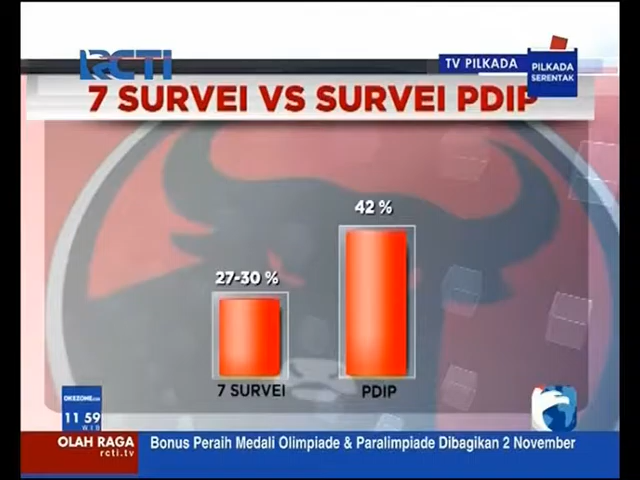 RCTI
TV PILKADA
PILKADA
SERENTAK
7 SURVEI VS SURVEI PDIP
42 %
27-30 %
7 SURVEI
PDIP
OKEZONE.COM
11 59
WIB
OLAH RAGA
rcti.tv
Bonus Peraih Medali Olimpiade & Paralimpiade Dibagikan 2 November